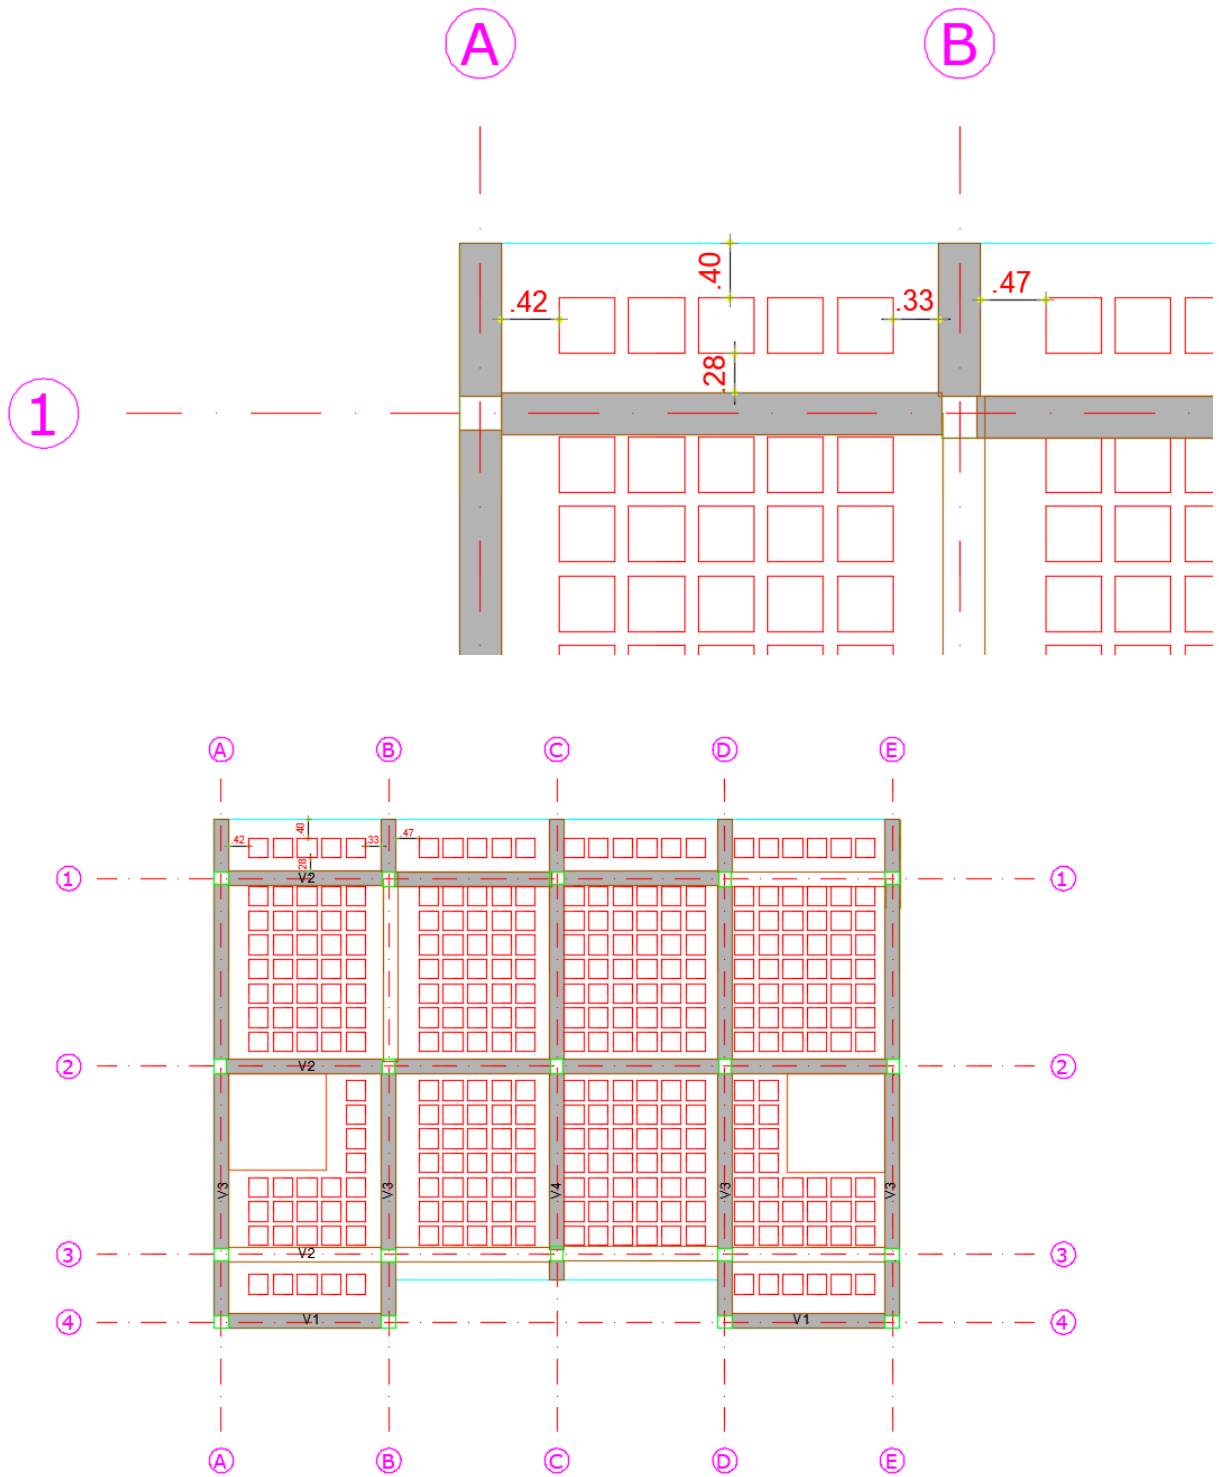 A B
.40
.42 .33 .47
.28
1
A B C D E
.42 .40 .33 .47
.28
1 V2 1
2 V2 2
V3 V3 V4 V3 V3
3 V2 3
4 V1 V1 4
A B C D E